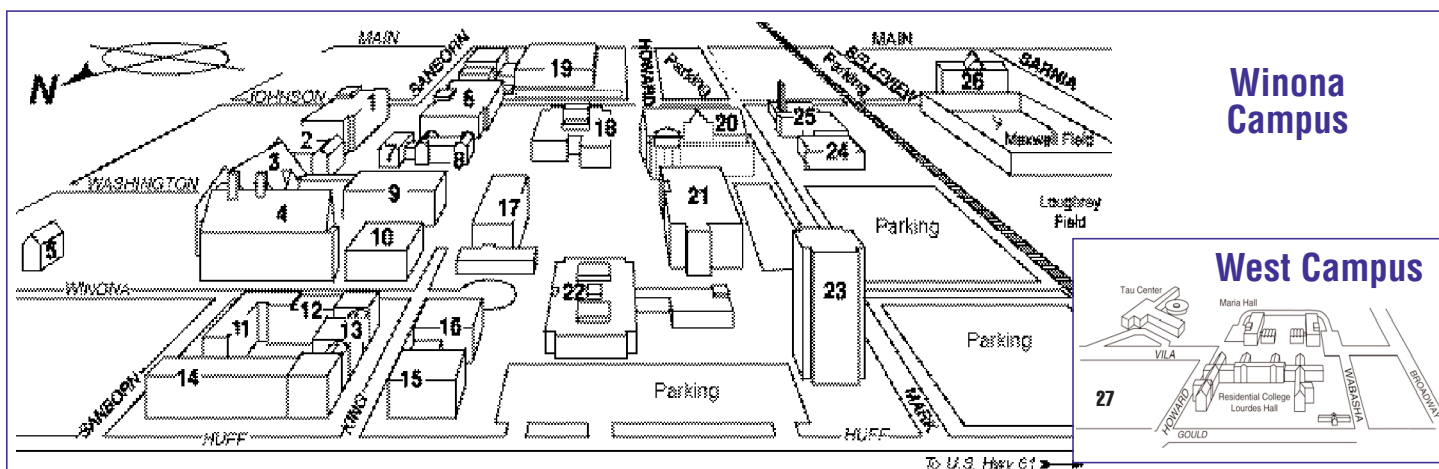 Winona
Campus
N
MAIN
SANBORN
HOWARD
Parking
MAIN
SARNIA
BELLEVIEW
Parking
JOHNSON
1
2
3
4
5
6
7
8
9
10
11
12
13
14
15
16
17
18
19
20
21
22
23
24
25
26
Maxwell Field
WASHINGTON
Loughrey
Field
Parking
WINONA
Parking
Parking
SANBORN
KING
HUFF
HUFF
MARK
To U.S. Hwy 61
West Campus
Tau Center
Maria Hall
VILA
27
HOWARD
Residential College
Lourdes Hall
WABASHA
BROADWAY
GOULD